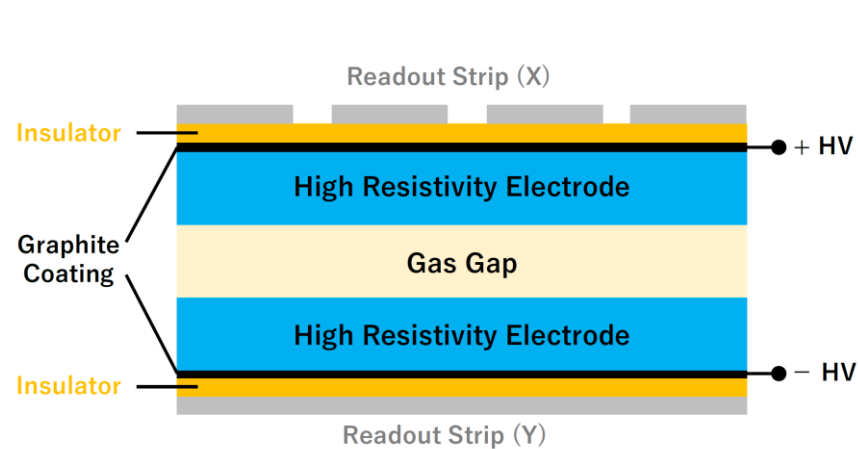 Readout Strip (X)
Insulator
+ HV
High Resistivity Electrode
Graphite
Coating
Gas Gap
High Resistivity Electrode
− HV
Insulator
Readout Strip (Y)